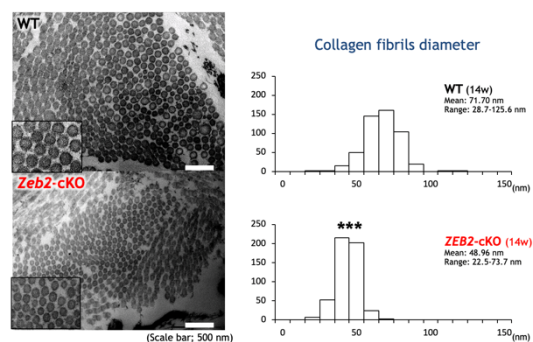 WT
Zeb2-cKO
(Scale bar; 500 nm)
Collagen fibrils diameter
250
200
150
100
50
0
0 50 100 150 (nm)
WT (14w)
Mean: 71.70 nm
Range: 28.7-125.6 nm
250
200
150
100
50
0
0 50 100 150 (nm)
***
ZEB2-cKO (14w)
Mean: 48.96 nm
Range: 22.5-73.7 nm